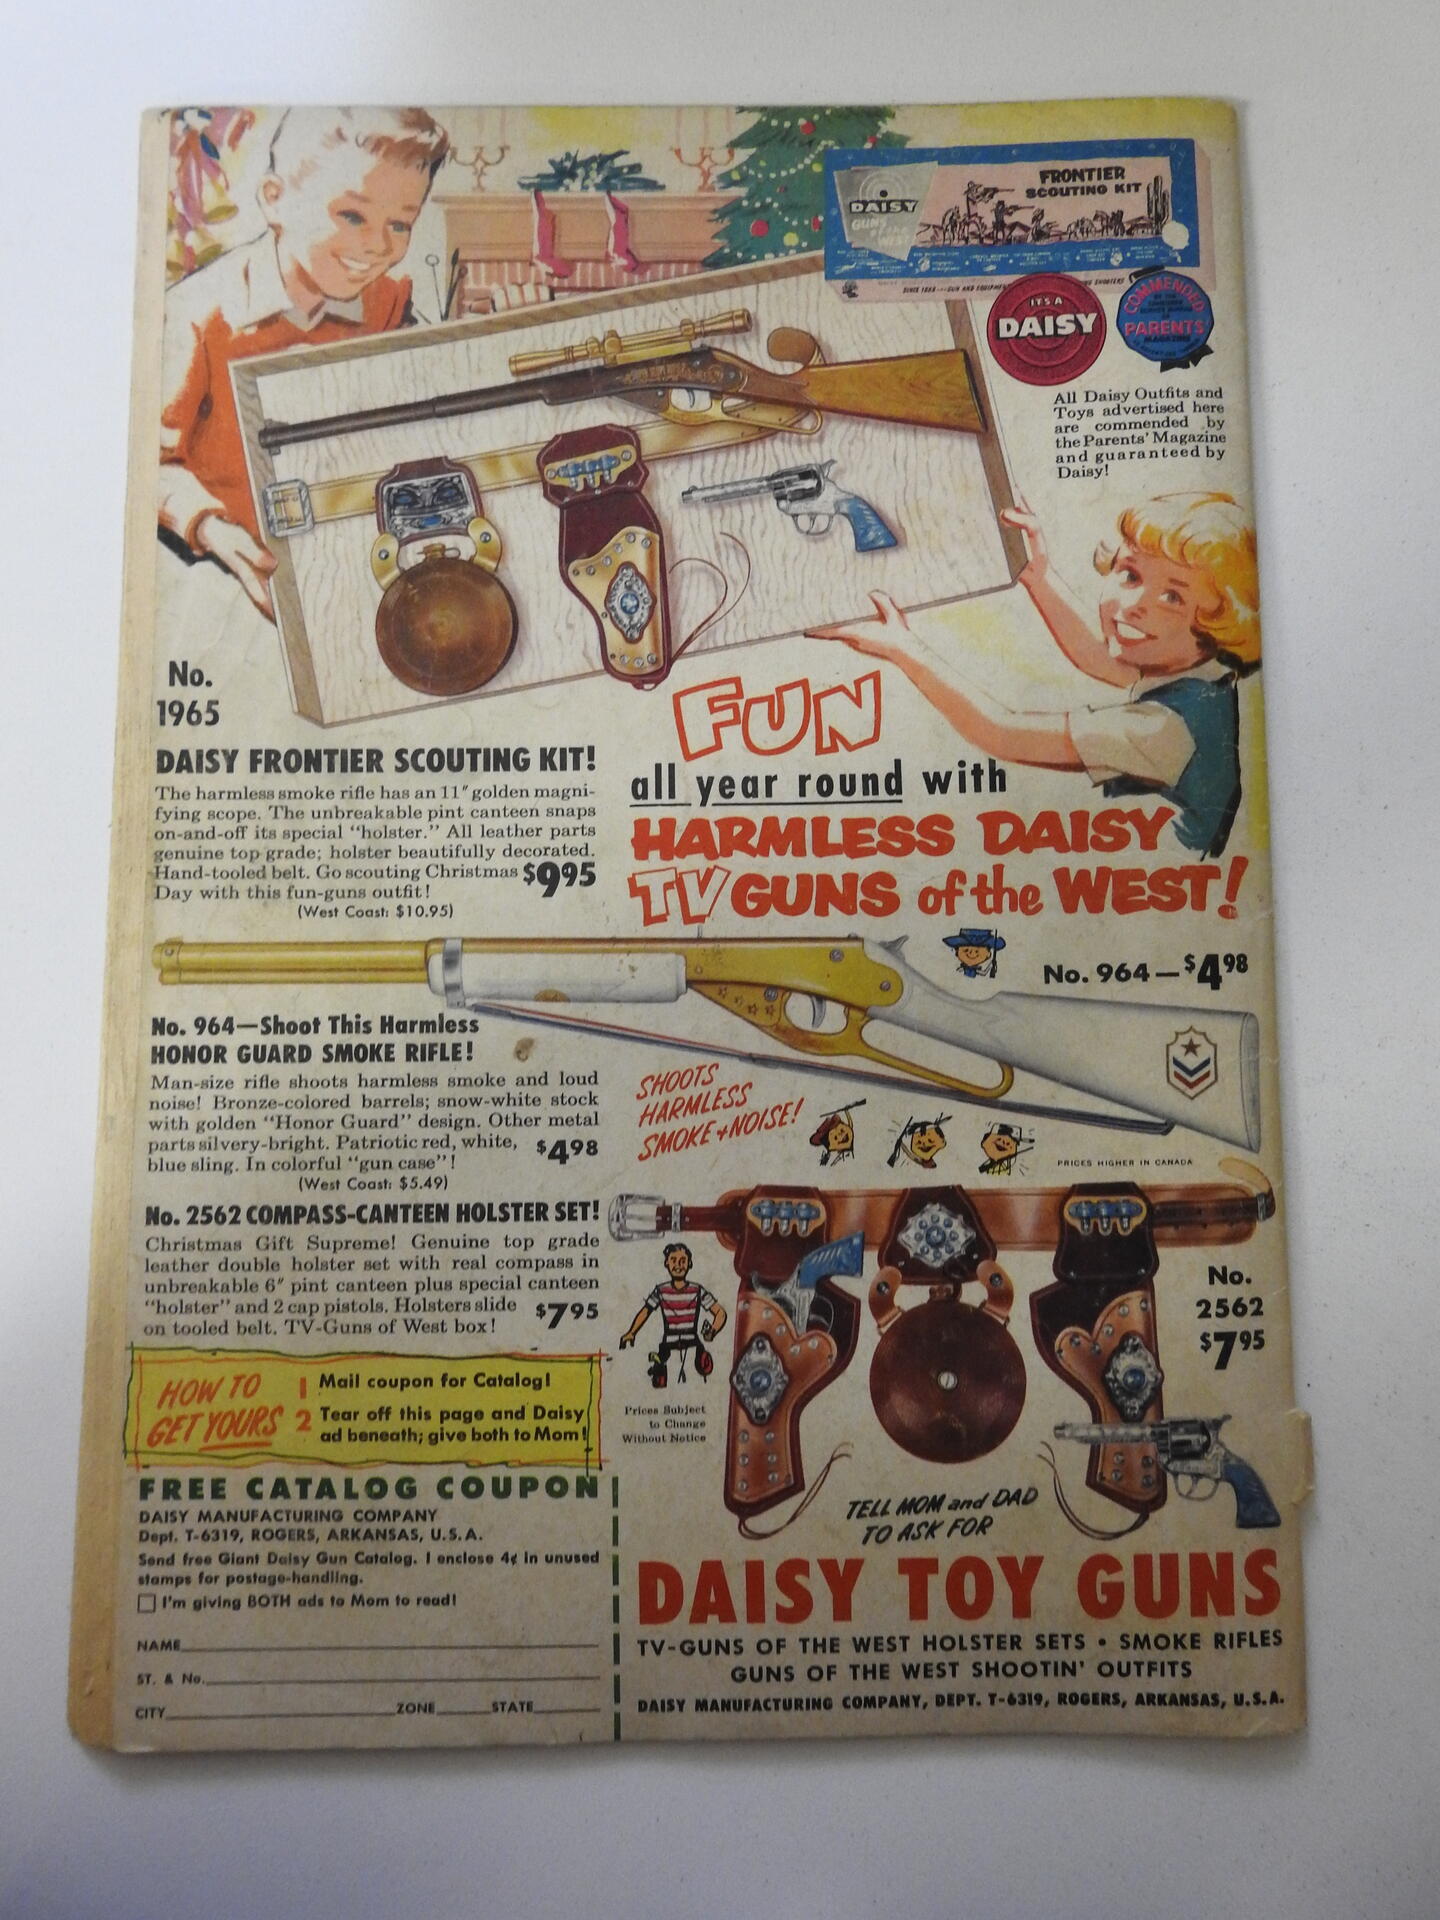 FRONTIER
SCOUTING KIT
DAISY
GUNS
of the
WEST
IT'S A
DAISY
COMMENDED
PARENTS'
MAGAZINE
All Daisy Outfits and
Toys advertised here
are commended by
the Parents' Magazine
and guaranteed by
Daisy!
No.
1965
DAISY FRONTIER SCOUTING KIT!
The harmless smoke rifle has an 11" golden magni-
fying scope. The unbreakable pint canteen snaps
on-and-off its special "holster." All leather parts
genuine top grade; holster beautifully decorated.
Hand-tooled belt. Go scouting Christmas $9.95
Day with this fun-guns outfit!
(West Coast: $10.95)
FUN
all year round with
HARMLESS DAISY
TV GUNS of the WEST!
No. 964—$4.98
No. 964—Shoot This Harmless
HONOR GUARD SMOKE RIFLE!
Man-size rifle shoots harmless smoke and loud
noise! Bronze-colored barrels; snow-white stock
with golden "Honor Guard" design. Other metal
parts silvery-bright. Patriotic red, white, $4.98
blue sling. In colorful "gun case"!
(West Coast: $5.49)
SHOOTS
HARMLESS
SMOKE+NOISE!
PRICES HIGHER IN CANADA
No. 2562 COMPASS-CANTEEN HOLSTER SET!
Christmas Gift Supreme! Genuine top grade
leather double holster set with real compass in
unbreakable 6" pint canteen plus special canteen
"holster" and 2 cap pistols. Holsters slide $7.95
on tooled belt. TV-Guns of West box!
No.
2562
$7.95
Prices Subject
to Change
Without Notice
HOW TO
GET YOURS
1 Mail coupon for Catalog!
2 Tear off this page and Daisy
ad beneath; give both to Mom!
FREE CATALOG COUPON
DAISY MANUFACTURING COMPANY
Dept. T-6319, ROGERS, ARKANSAS, U.S.A.
Send free Giant Daisy Gun Catalog. I enclose 4¢ in unused
stamps for postage-handling.
I'm giving BOTH ads to Mom to read!
NAME
ST. & No.
CITY ZONE STATE
TELL MOM and DAD
TO ASK FOR
DAISY TOY GUNS
TV-GUNS OF THE WEST HOLSTER SETS • SMOKE RIFLES
GUNS OF THE WEST SHOOTIN' OUTFITS
DAISY MANUFACTURING COMPANY, DEPT. T-6319, ROGERS, ARKANSAS, U.S.A.